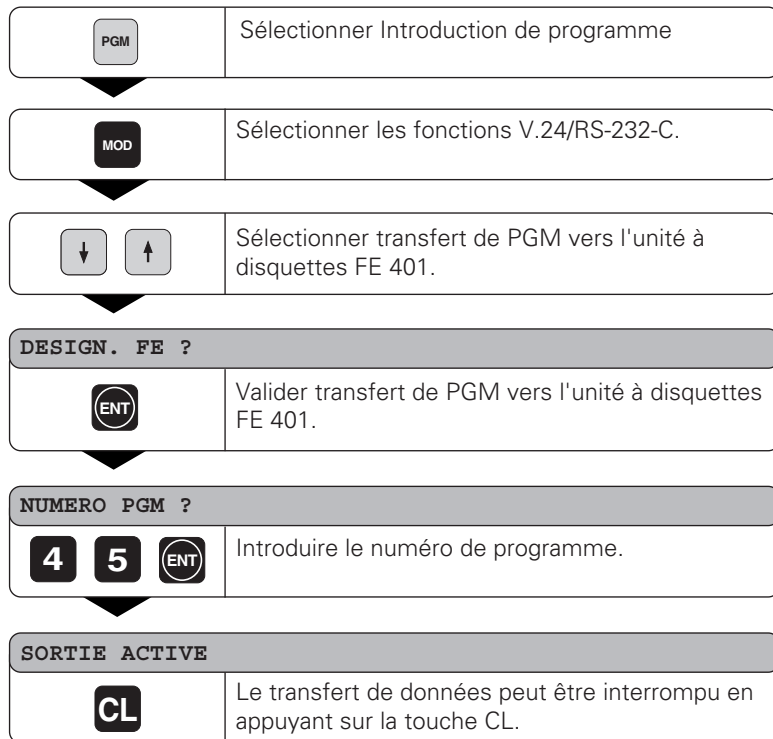 PGM
Sélectionner Introduction de programme
MOD
Sélectionner les fonctions V.24/RS-232-C.
Sélectionner transfert de PGM vers l'unité à
disquettes FE 401.
DESIGN. FE ?
ENT
Valider transfert de PGM vers l'unité à disquettes
FE 401.
NUMERO PGM ?
4 5 ENT
Introduire le numéro de programme.
SORTIE ACTIVE
CL
Le transfert de données peut être interrompu en
appuyant sur la touche CL.